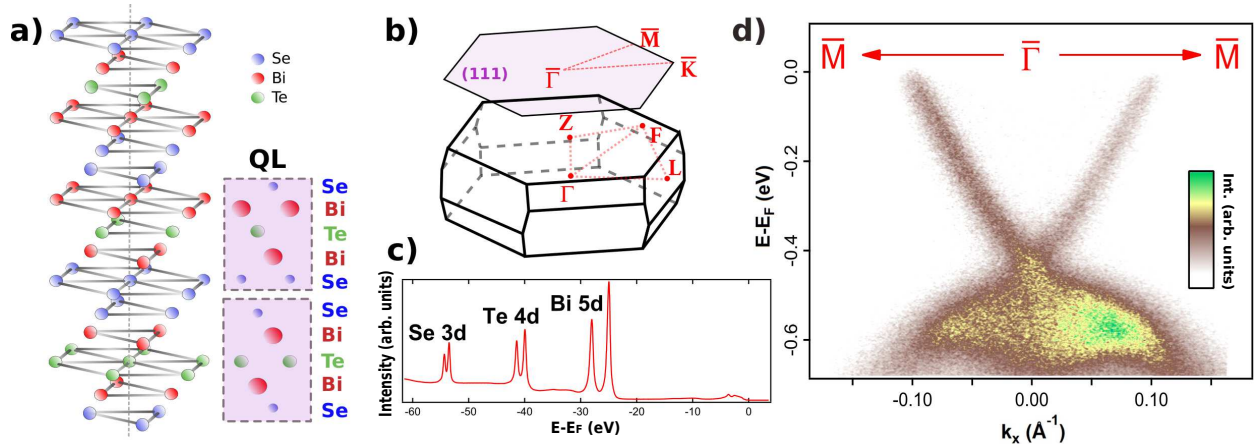 a)
Se
Bi
Te
QL
Se
Bi
Te
Bi
Se
Se
Bi
Te
Bi
Se
b)
M̅
K̅
Γ̅
(111)
Z
F
Γ
L
c)
Intensity (arb. units)
Se 3d
Te 4d
Bi 5d
-60
-50
-40
-30
-20
-10
0
E-EF (eV)
d)
M̅
Γ̅
M̅
0.0
-0.2
-0.4
-0.6
E-EF (eV)
Int. (arb. units)
-0.10
0.00
0.10
kx (Å-1)